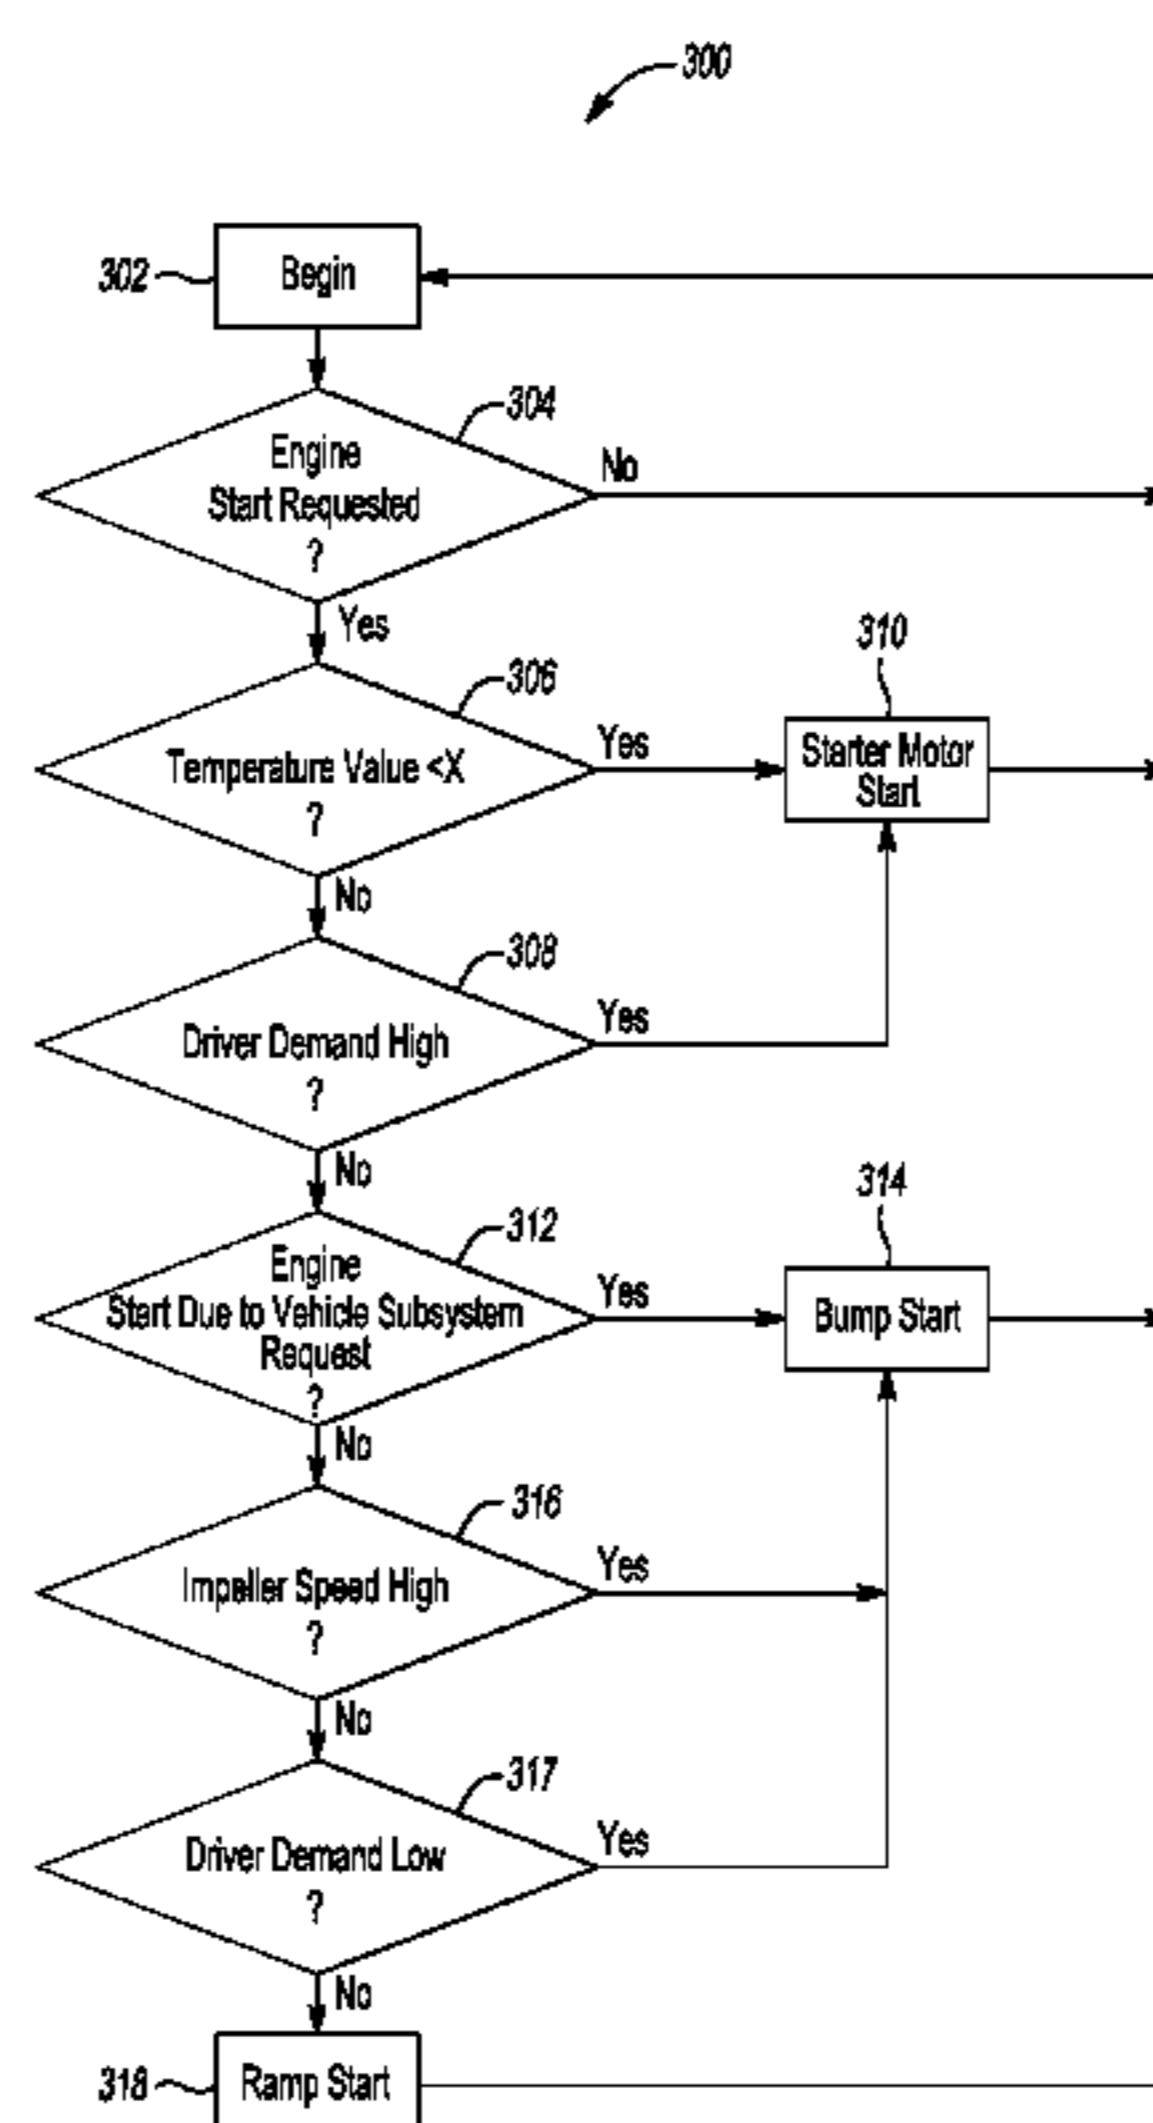 300
302
Begin
304
Engine
Start Requested
?
No
Yes
306
Temperature Value <X
?
Yes
310
Starter Motor
Start
No
308
Driver Demand High
?
Yes
No
312
Engine
Start Due to Vehicle Subsystem
Request
?
Yes
314
Bump Start
No
316
Impeller Speed High
?
Yes
No
317
Driver Demand Low
?
Yes
No
318
Ramp Start